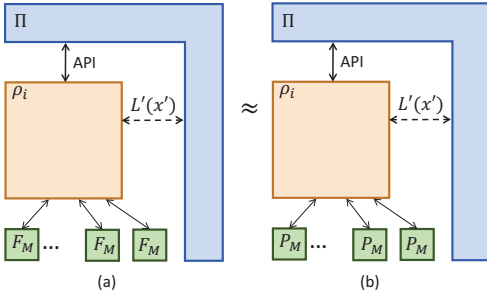 Π Π
API API
ρ_i ρ_i
L'(x') ≈ L'(x')
F_M ... F_M F_M P_M ... P_M P_M
(a) (b)